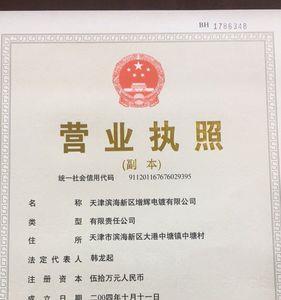 BH 1786348
营业执照
(副 本)
统一社会信用代码 911201167676029395
名 称 天津滨海新区增辉电镀有限公司
类 型 有限责任公司
住 所 天津市滨海新区大港中塘镇中塘村
法定代表人 韩龙起
注 册 资 本 伍拾万元人民币
成 立 日 期 二00四年十月十一日